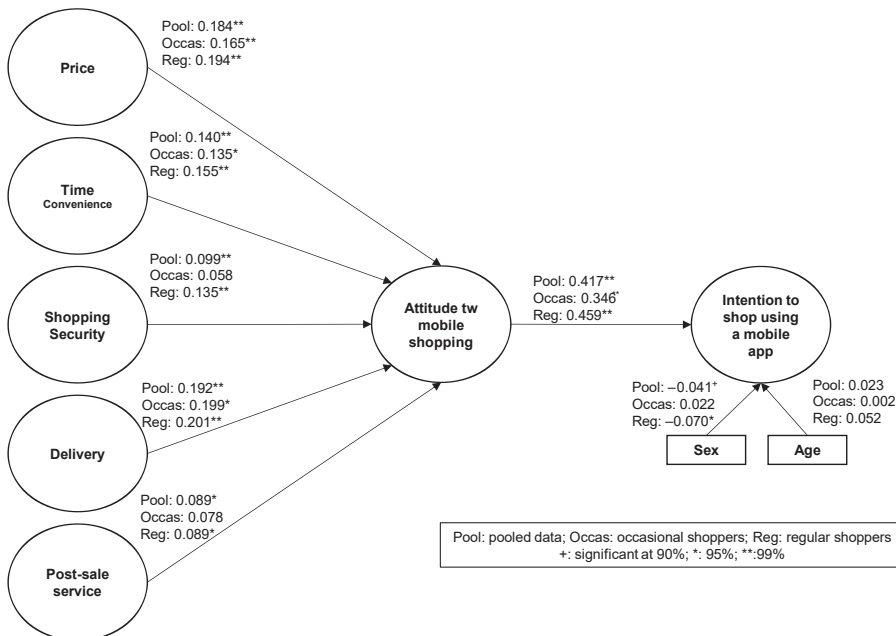 Pool: 0.184**
Occas: 0.165**
Reg: 0.194**
Price
Pool: 0.140**
Occas: 0.135*
Reg: 0.155**
Time
Convenience
Pool: 0.099**
Occas: 0.058
Reg: 0.135**
Shopping
Security
Attitude tw
mobile
shopping
Pool: 0.417**
Occas: 0.346*
Reg: 0.459**
Intention to
shop using
a mobile
app
Pool: 0.192**
Occas: 0.199*
Reg: 0.201**
Delivery
Pool: –0.041+
Occas: 0.022
Reg: –0.070*
Pool: 0.023
Occas: 0.002
Reg: 0.052
Sex
Age
Pool: 0.089*
Occas: 0.078
Reg: 0.089*
Post-sale
service
Pool: pooled data; Occas: occasional shoppers; Reg: regular shoppers
+: significant at 90%; *: 95%; **:99%